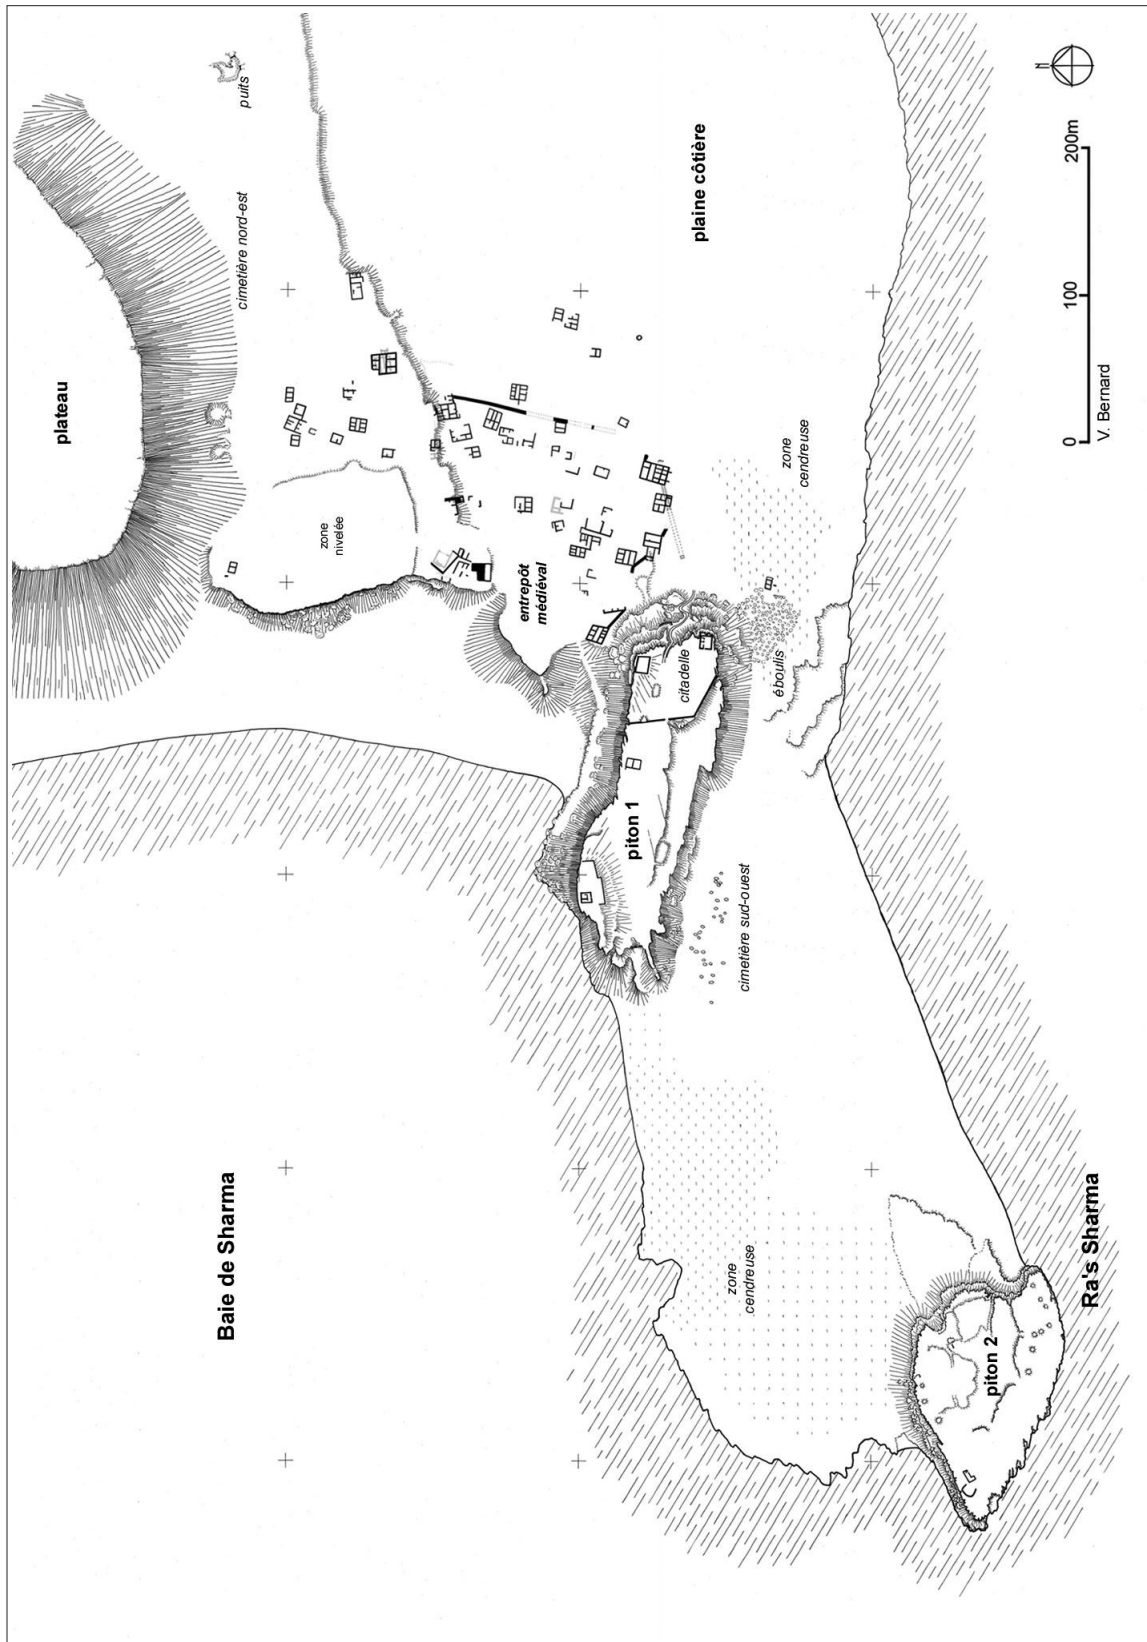 puits
cimetière nord-est
plateau
plaine côtière
N
0
100
200m
V. Bernard
zone
nivelée
entrepôt
médiéval
zone
cendreuse
citadelle
éboulis
piton 1
cimetière sud-ouest
Baie de Sharma
zone
cendreuse
piton 2
Ra's Sharma